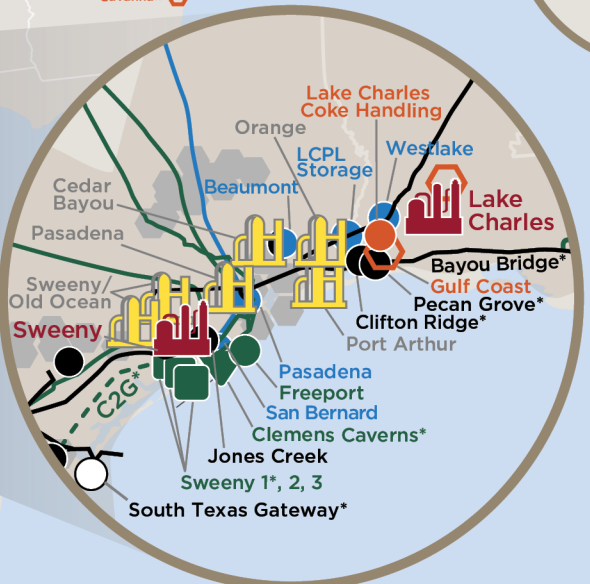 Lake Charles
Coke Handling
Orange
Westlake
LCPL
Storage
Cedar
Bayou
Beaumont
Lake
Charles
Pasadena
Bayou Bridge*
Sweeny/
Old Ocean
Gulf Coast
Pecan Grove*
Clifton Ridge*
Sweeny
Port Arthur
Pasadena
Freeport
C2G*
San Bernard
Clemens Caverns*
Jones Creek
Sweeny 1*, 2, 3
South Texas Gateway*